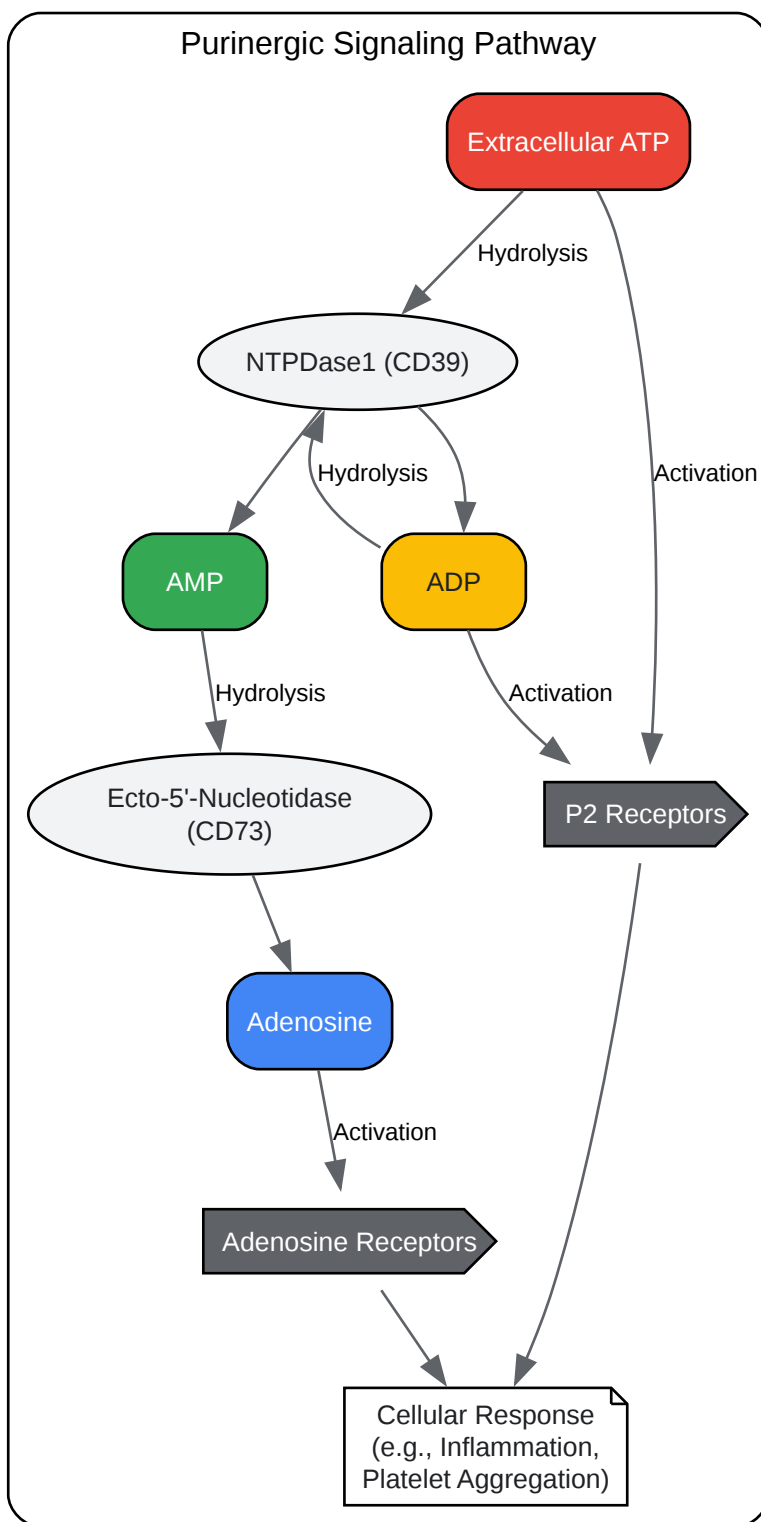 Purinergic Signaling Pathway
Extracellular ATP
Hydrolysis
NTPDase1 (CD39)
Hydrolysis
Activation
AMP
ADP
Hydrolysis
Activation
Ecto-5'-Nucleotidase
(CD73)
P2 Receptors
Adenosine
Activation
Adenosine Receptors
Cellular Response
(e.g., Inflammation,
Platelet Aggregation)